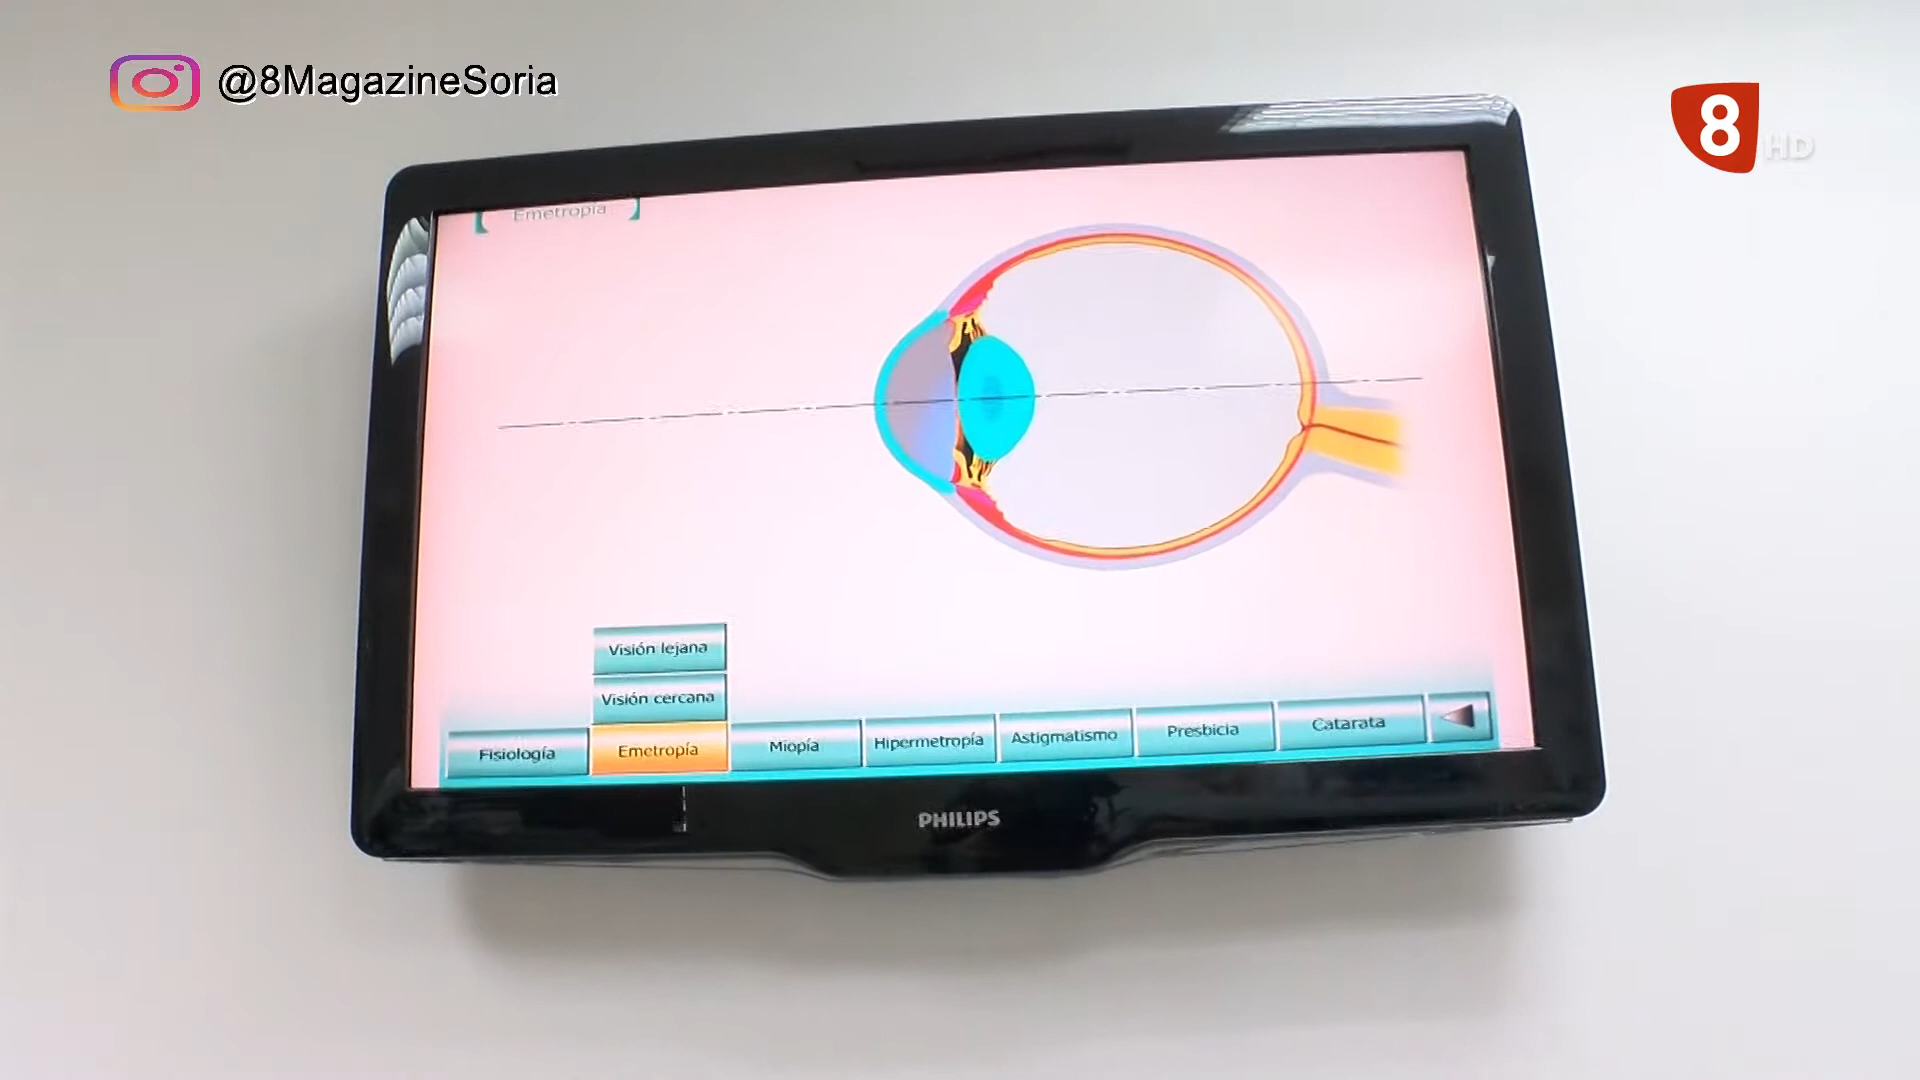 @8MagazineSoria
8 HD
Emetropía
Visión lejana
Visión cercana
Fisiología
Emetropía
Miopía
Hipermetropía
Astigmatismo
Presbicia
Catarata
PHILIPS